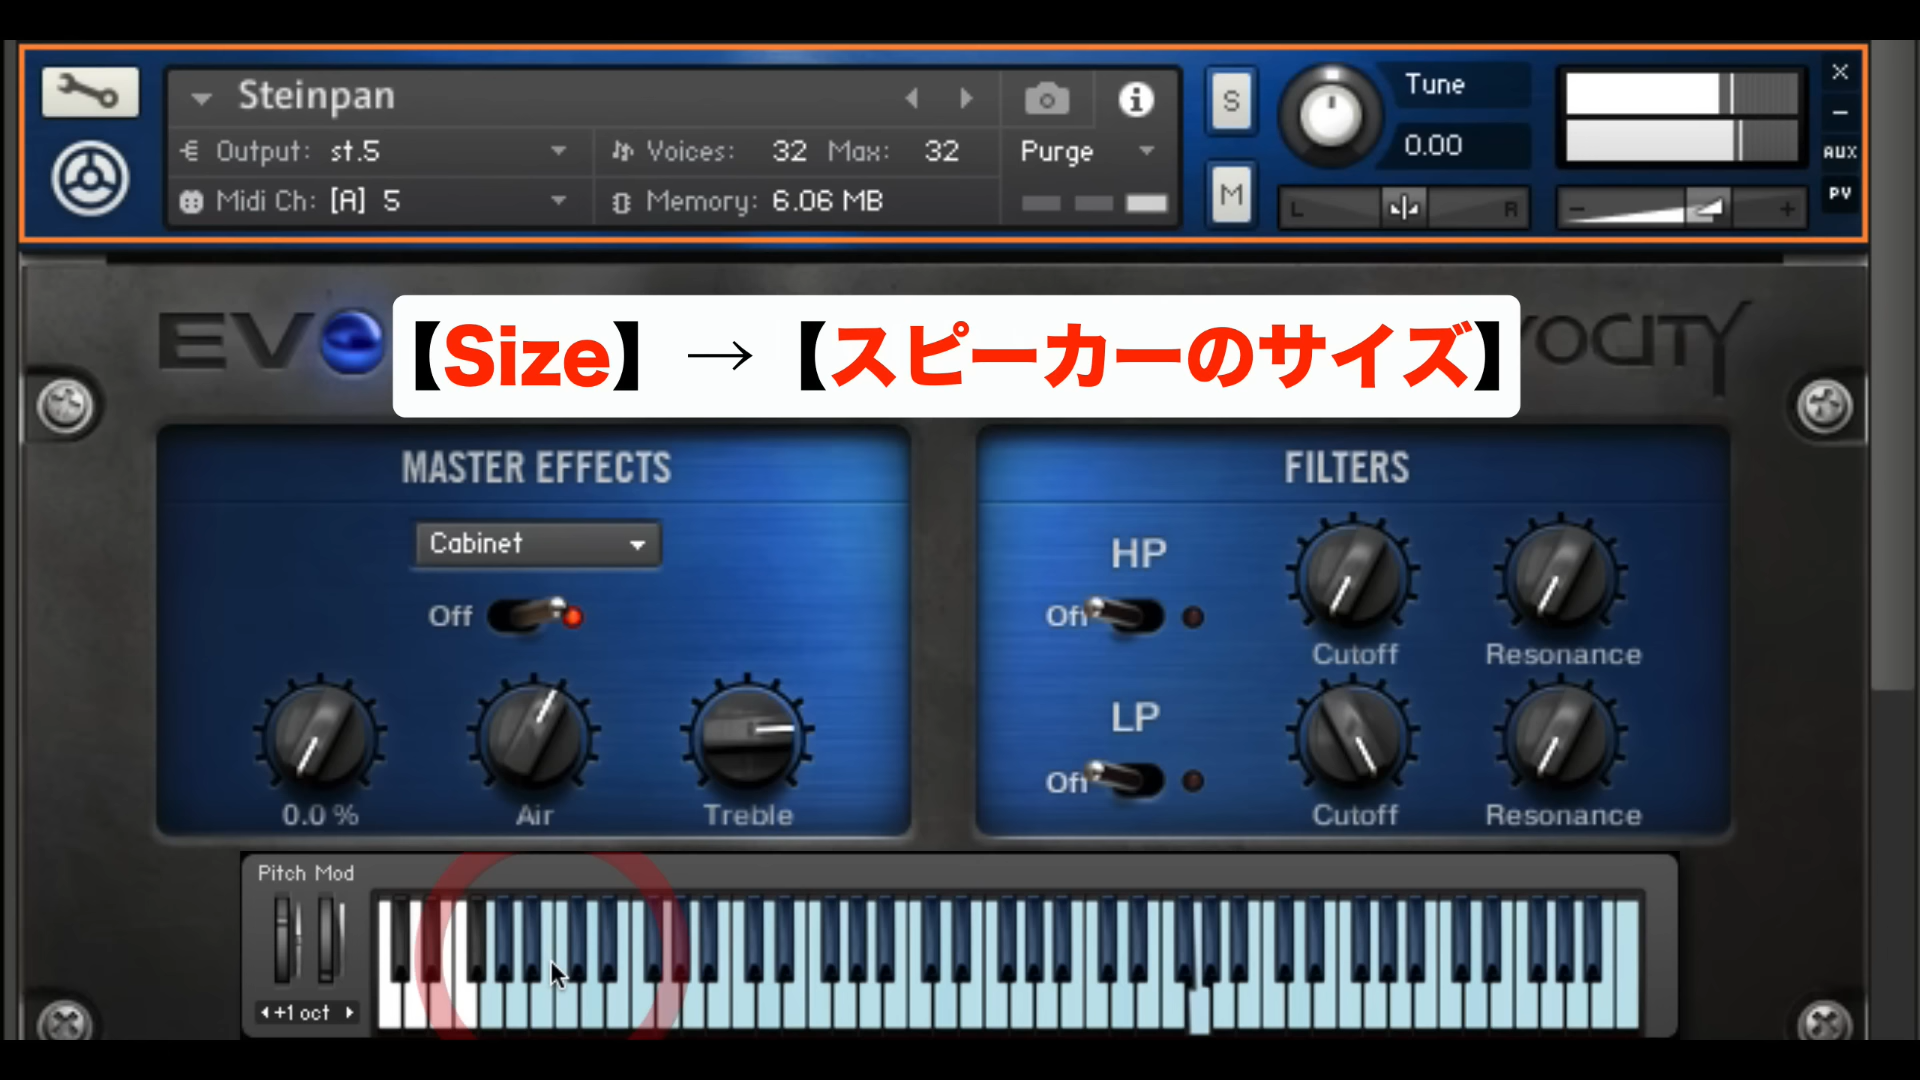 Steinpan
S
Tune
Output: st.5
Voices: 32 Max: 32
Purge
0.00
AUX
Midi Ch: [A] 5
Memory: 6.06 MB
M
L
R
PV
【Size】→【スピーカーのサイズ】
MASTER EFFECTS
FILTERS
Cabinet
HP
Off
Off
Cutoff
Resonance
LP
Off
0.0 %
Air
Treble
Cutoff
Resonance
Pitch Mod
+1 oct